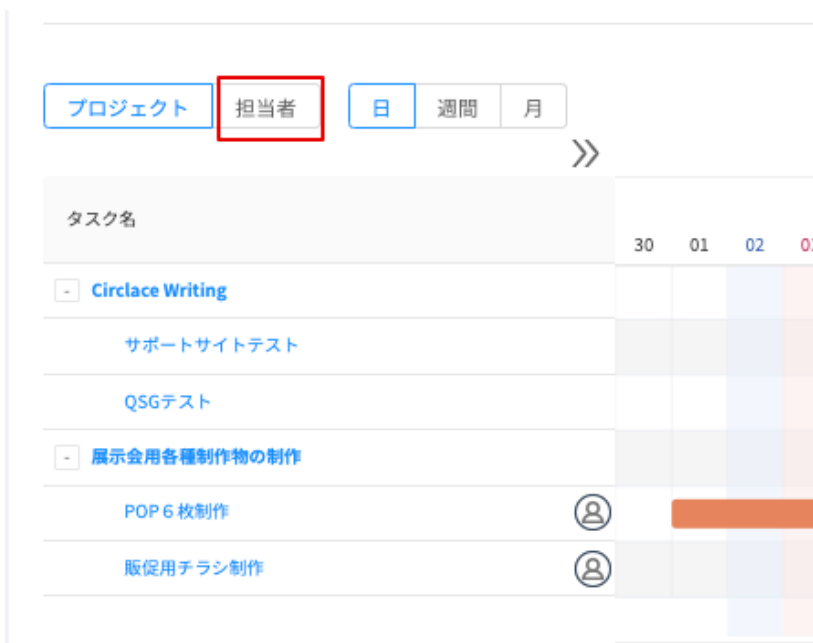 プロジェクト 担当者 日 週間 月
タスク名
30 01 02
- Circlace Writing
サポートサイトテスト
QSGテスト
- 展示会用各種制作物の制作
POP６枚制作
販促用チラシ制作